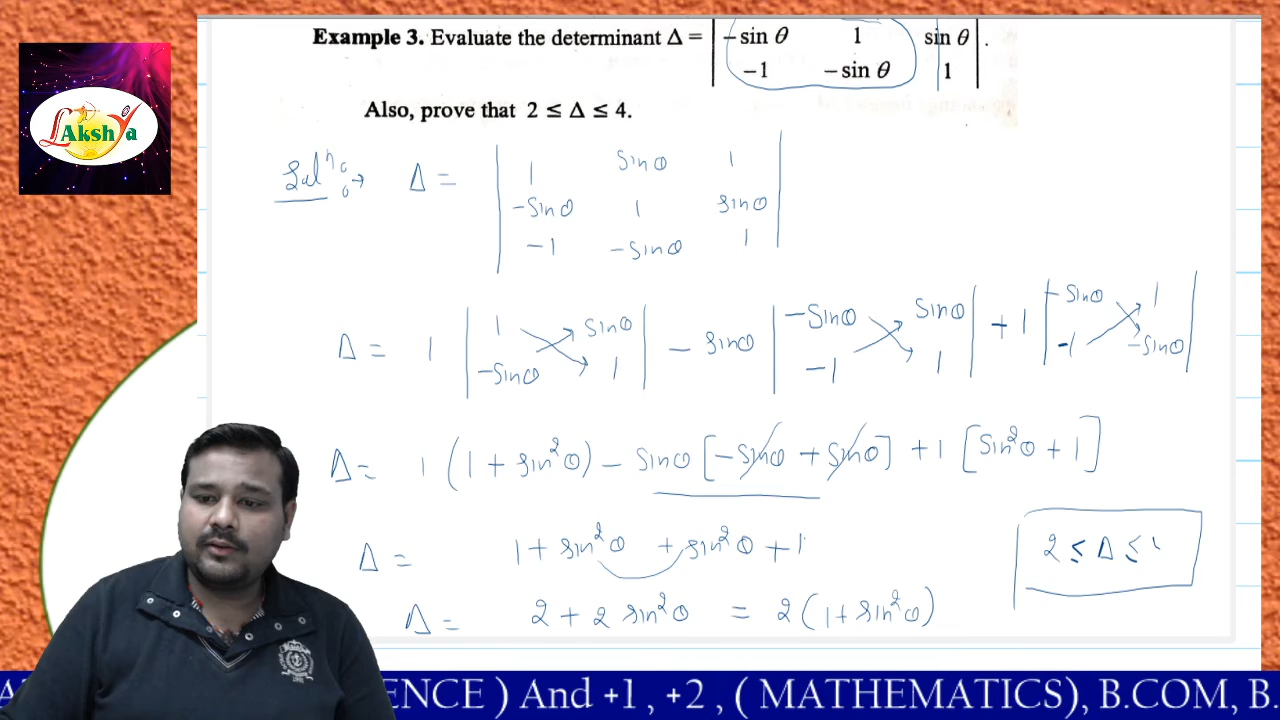 Example 3. Evaluate the determinant Δ = | −sin θ 1 sin θ | .
| −1 −sin θ 1 |
Also, prove that 2 ≤ Δ ≤ 4.
LAkshya
Solⁿ: → Δ = | 1 sinθ 1 |
| −sinθ 1 sinθ |
| −1 −sinθ 1 |
Δ = 1 | 1 sinθ | − sinθ | −sinθ sinθ | + 1 | −sinθ 1 |
| −sinθ 1 | | −1 1 | | −1 −sinθ |
Δ = 1 (1 + sin²θ) − sinθ [−sinθ + sinθ] + 1 [sin²θ + 1]
Δ = 1 + sin²θ + sin²θ + 1
2 ≤ Δ ≤
Δ = 2 + 2 sin²θ = 2(1 + sin²θ)
ENCE ) And +1 , +2 , ( MATHEMATICS), B.COM, B.